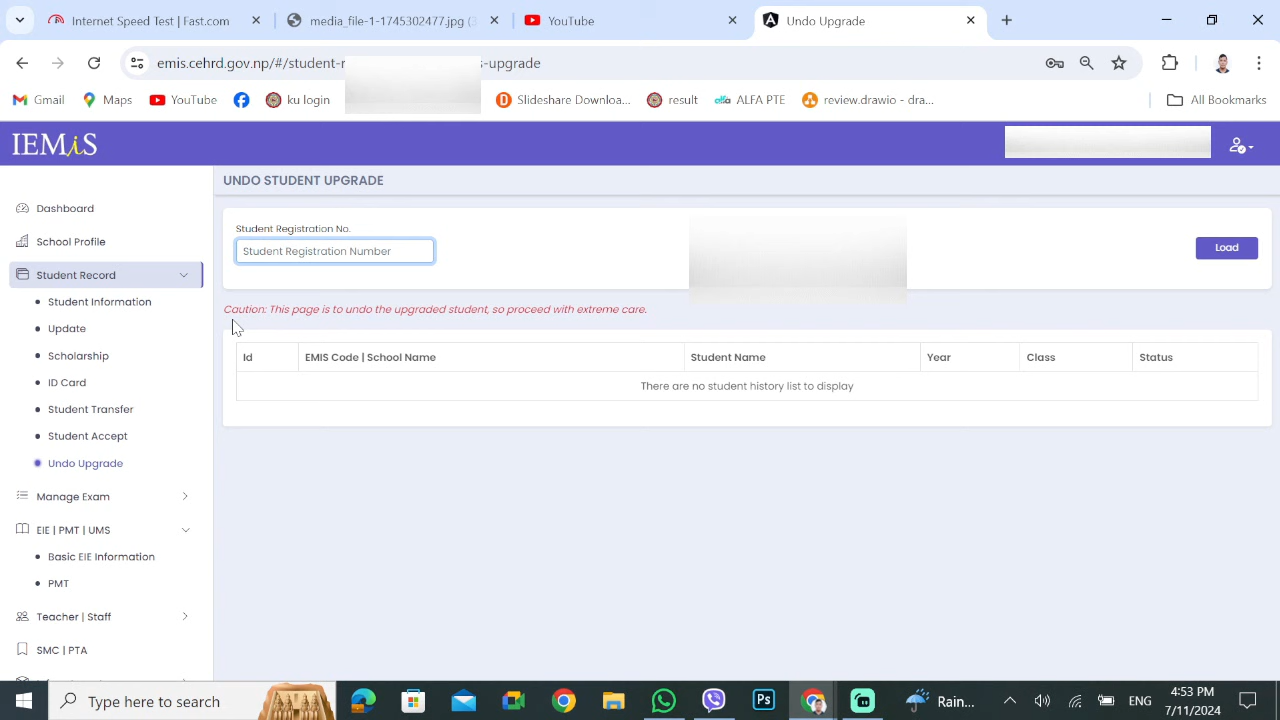 Internet Speed Test | Fast.com
media_file-1-1745302477.jpg (3
YouTube
Undo Upgrade
emis.cehrd.gov.np/#/student-
s-upgrade
Gmail
Maps
YouTube
ku login
Slideshare Downloa...
result
ALFA PTE
review.drawio - dra...
All Bookmarks
IEMiS
UNDO STUDENT UPGRADE
Dashboard
School Profile
Student Record
Student Information
Update
Scholarship
ID Card
Student Transfer
Student Accept
Undo Upgrade
Manage Exam
EIE | PMT | UMS
Basic EIE Information
PMT
Teacher | Staff
SMC | PTA
Student Registration No.
Student Registration Number
Load
Caution: This page is to undo the upgraded student, so proceed with extreme care.
Id EMIS Code | School Name Student Name Year Class Status
There are no student history list to display
Type here to search
Rain...
ENG
4:53 PM
7/11/2024